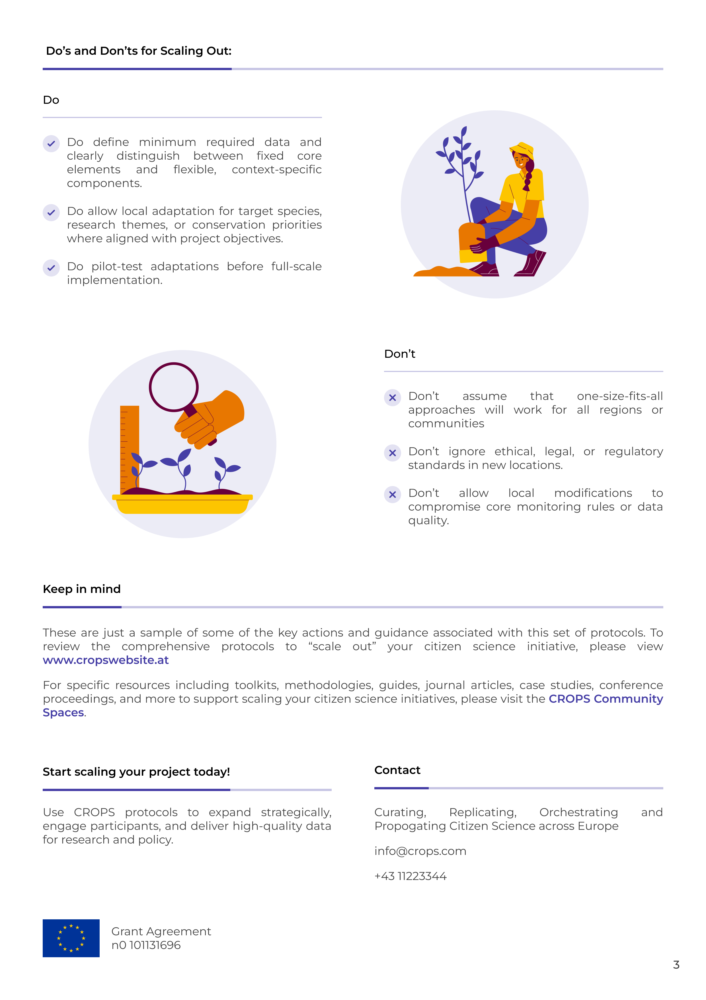 Do’s and Don’ts for Scaling Out:
Do
Do define minimum required data and
clearly distinguish between fixed core
elements and flexible, context-specific
components.
Do allow local adaptation for target species,
research themes, or conservation priorities
where aligned with project objectives.
Do pilot-test adaptations before full-scale
implementation.
Don’t
Don’t assume that one-size-fits-all
approaches will work for all regions or
communities
Don’t ignore ethical, legal, or regulatory
standards in new locations.
Don’t allow local modifications to
compromise core monitoring rules or data
quality.
Keep in mind
These are just a sample of some of the key actions and guidance associated with this set of protocols. To
review the comprehensive protocols to “scale out” your citizen science initiative, please view
www.cropswebsite.at
For specific resources including toolkits, methodologies, guides, journal articles, case studies, conference
proceedings, and more to support scaling your citizen science initiatives, please visit the CROPS Community
Spaces.
Start scaling your project today!
Use CROPS protocols to expand strategically,
engage participants, and deliver high-quality data
for research and policy.
Contact
Curating, Replicating, Orchestrating and
Propogating Citizen Science across Europe
info@crops.com
+43 11223344
Grant Agreement
n0 101131696
3